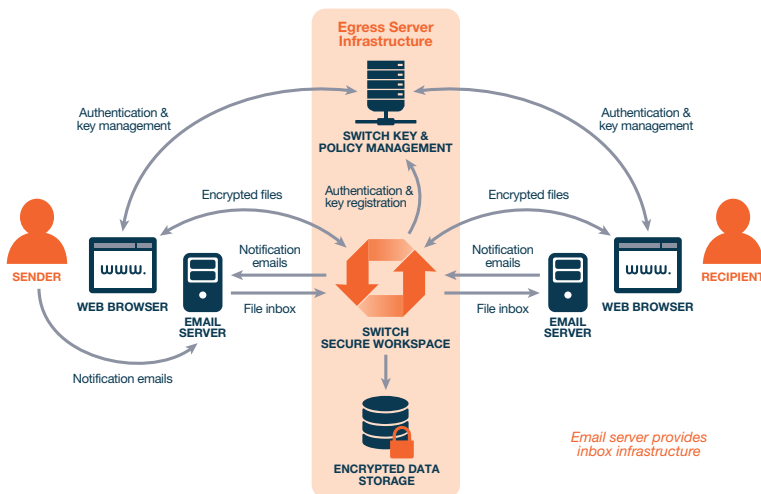 Egress Server
Infrastructure
Authentication &
key management
Authentication &
key management
SWITCH KEY &
POLICY MANAGEMENT
Encrypted files
Authentication &
key registration
Encrypted files
www.
Notification
emails
Notification
emails
www.
SENDER
RECIPIENT
WEB BROWSER
File inbox
File inbox
WEB BROWSER
EMAIL
SERVER
SWITCH
SECURE WORKSPACE
EMAIL
SERVER
Notification emails
Email server provides
inbox infrastructure
ENCRYPTED DATA
STORAGE